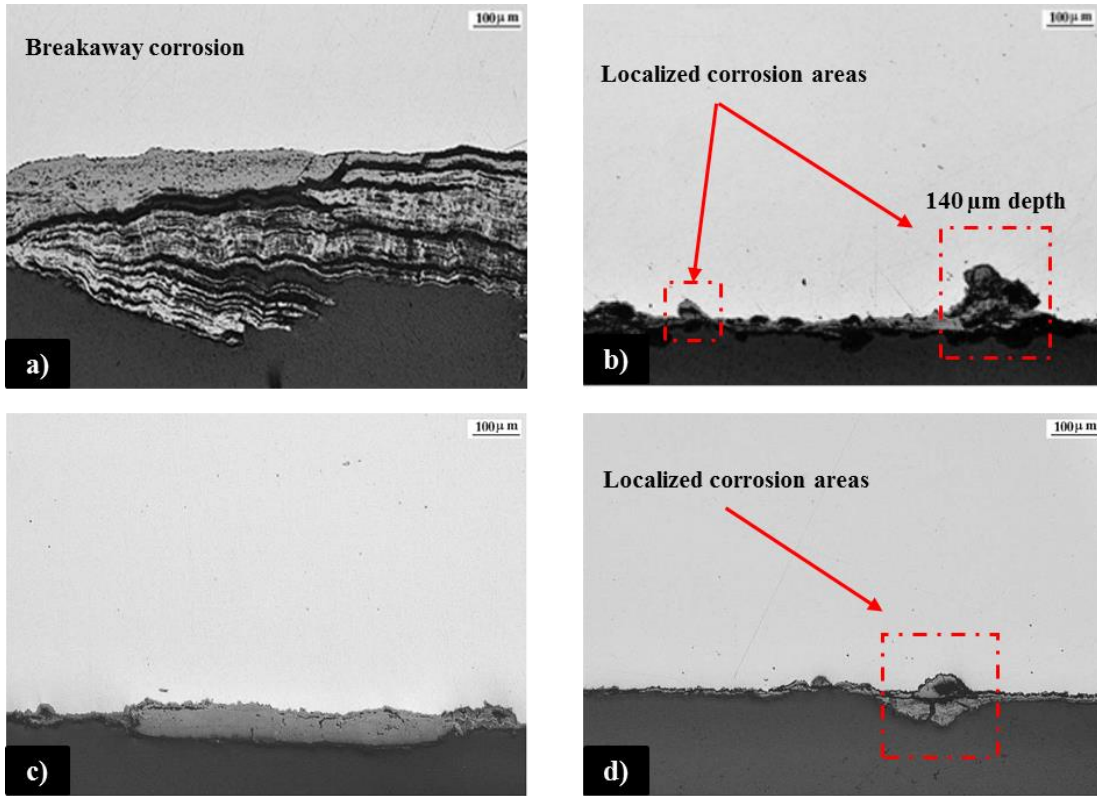 100μm
Breakaway corrosion
a)
100μm
Localized corrosion areas
140 μm depth
b)
100μm
c)
100μm
Localized corrosion areas
d)